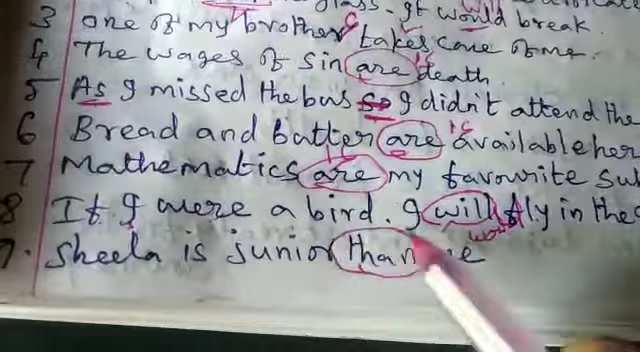 glass. It would break.
3 One of my brother takes care of me.
4 The wages of sin are death.
5 As I missed the bus so I didn't attend the
6 Bread and butter are is available her
7 Mathematics are my favourite su
8 If I were a bird. I will fly in the
9. Sheela is junior than me